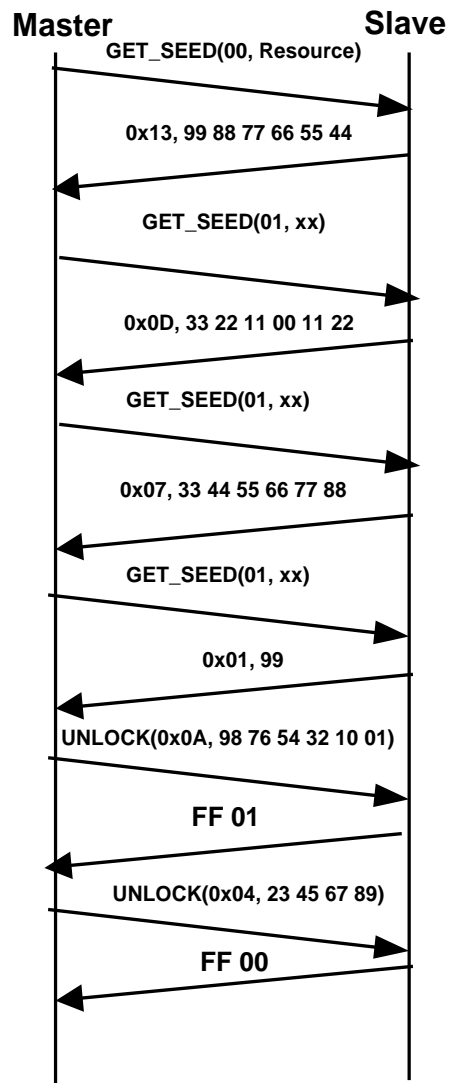 Master
Slave
GET_SEED(00, Resource)
0x13, 99 88 77 66 55 44
GET_SEED(01, xx)
0x0D, 33 22 11 00 11 22
GET_SEED(01, xx)
0x07, 33 44 55 66 77 88
GET_SEED(01, xx)
0x01, 99
UNLOCK(0x0A, 98 76 54 32 10 01)
FF 01
UNLOCK(0x04, 23 45 67 89)
FF 00